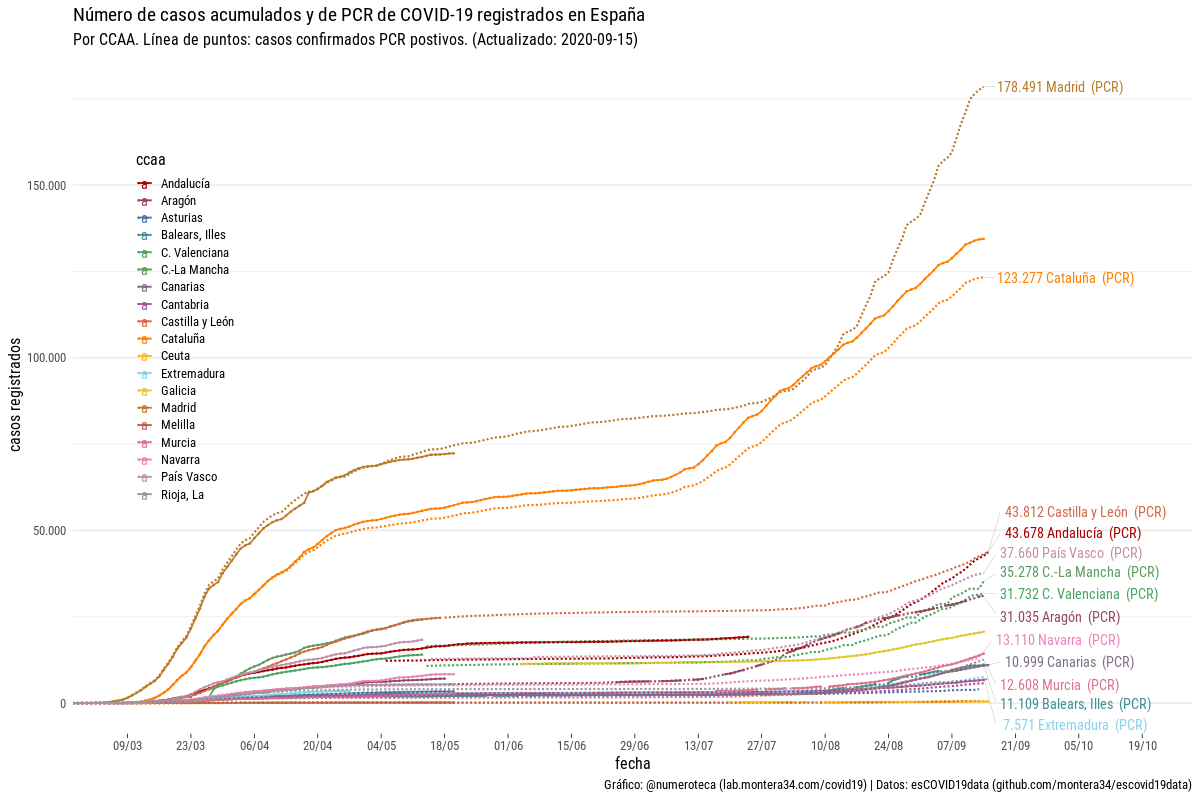 Número de casos acumulados y de PCR de COVID-19 registrados en España
Por CCAA. Línea de puntos: casos confirmados PCR postivos. (Actualizado: 2020-09-15)
178.491 Madrid (PCR)
ccaa
Andalucía
Aragón
Asturias
Balears, Illes
C. Valenciana
C.-La Mancha
Canarias
Cantabria
Castilla y León
Cataluña
Ceuta
Extremadura
Galicia
Madrid
Melilla
Murcia
Navarra
País Vasco
Rioja, La
150.000
100.000
50.000
0
casos registrados
123.277 Cataluña (PCR)
43.812 Castilla y León (PCR)
43.678 Andalucía (PCR)
37.660 País Vasco (PCR)
35.278 C.-La Mancha (PCR)
31.732 C. Valenciana (PCR)
31.035 Aragón (PCR)
13.110 Navarra (PCR)
10.999 Canarias (PCR)
12.608 Murcia (PCR)
11.109 Balears, Illes (PCR)
7.571 Extremadura (PCR)
09/03 23/03 06/04 20/04 04/05 18/05 01/06 15/06 29/06 13/07 27/07 10/08 24/08 07/09 21/09 05/10 19/10
fecha
Gráfico: @numeroteca (lab.montera34.com/covid19) | Datos: esCOVID19data (github.com/montera34/escovid19data)